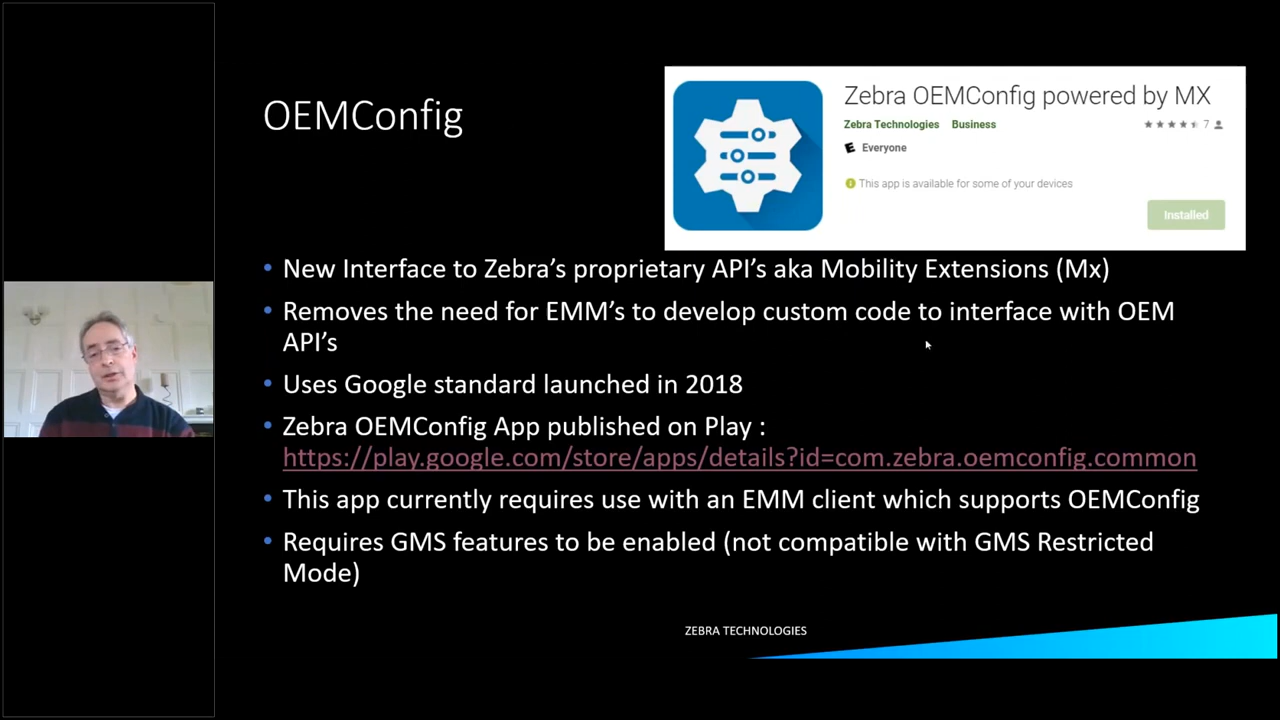 OEMConfig
Zebra OEMConfig powered by MX
Zebra Technologies Business
7
Everyone
This app is available for some of your devices
Installed
• New Interface to Zebra’s proprietary API’s aka Mobility Extensions (Mx)
• Removes the need for EMM’s to develop custom code to interface with OEM
API’s
• Uses Google standard launched in 2018
• Zebra OEMConfig App published on Play :
https://play.google.com/store/apps/details?id=com.zebra.oemconfig.common
• This app currently requires use with an EMM client which supports OEMConfig
• Requires GMS features to be enabled (not compatible with GMS Restricted
Mode)
ZEBRA TECHNOLOGIES